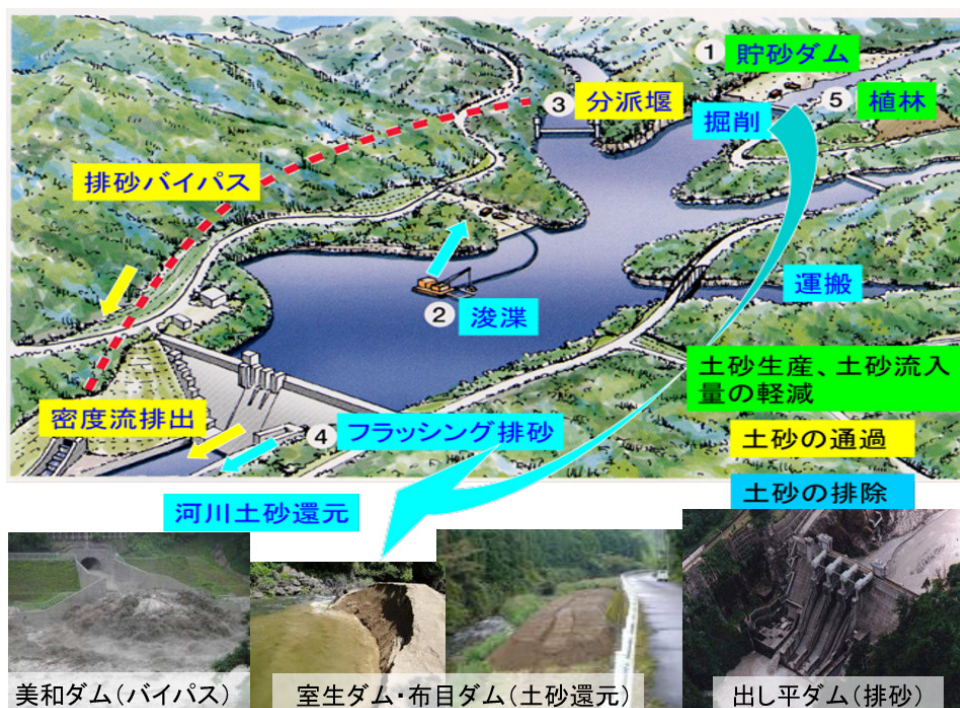 ① 貯砂ダム
③ 分派堰
⑤ 植林
掘削
排砂バイパス
運搬
② 浚渫
土砂生産、土砂流入
量の軽減
密度流排出
④ フラッシング排砂
土砂の通過
土砂の排除
河川土砂還元
美和ダム(バイパス)
室生ダム・布目ダム(土砂還元)
出し平ダム(排砂)